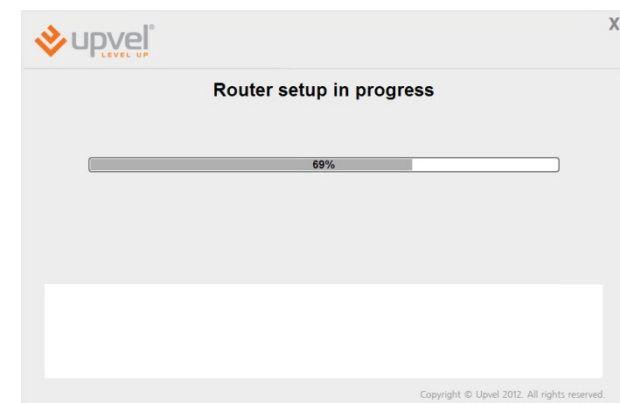 X
upvel®
LEVEL UP
Router setup in progress
69%
Copyright © Upvel 2012. All rights reserved.